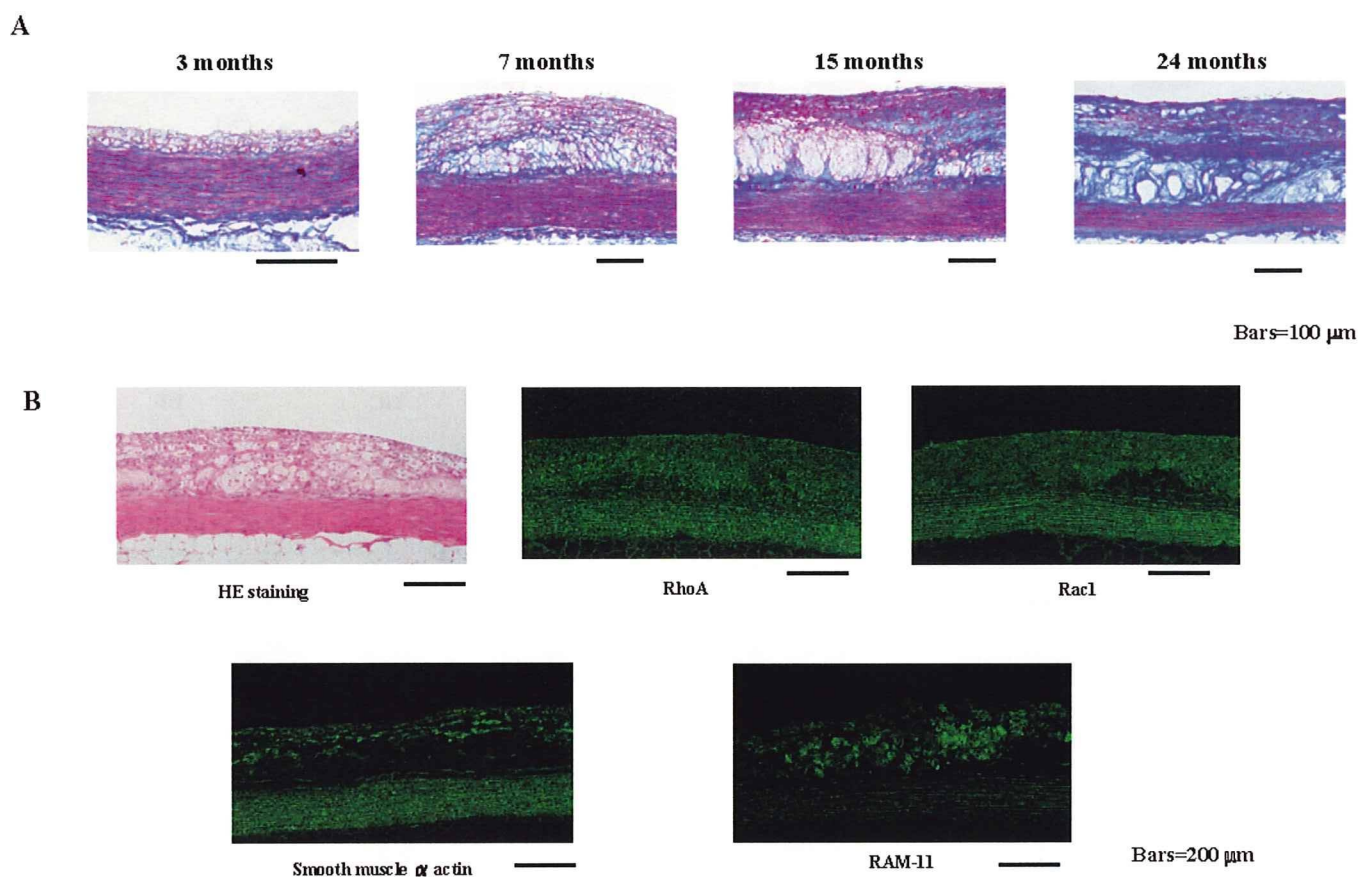 A
3 months 7 months 15 months 24 months
Bars=100 μm
B
HE staining RhoA Rac1
Smooth muscle α actin RAM-11 Bars=200 μm